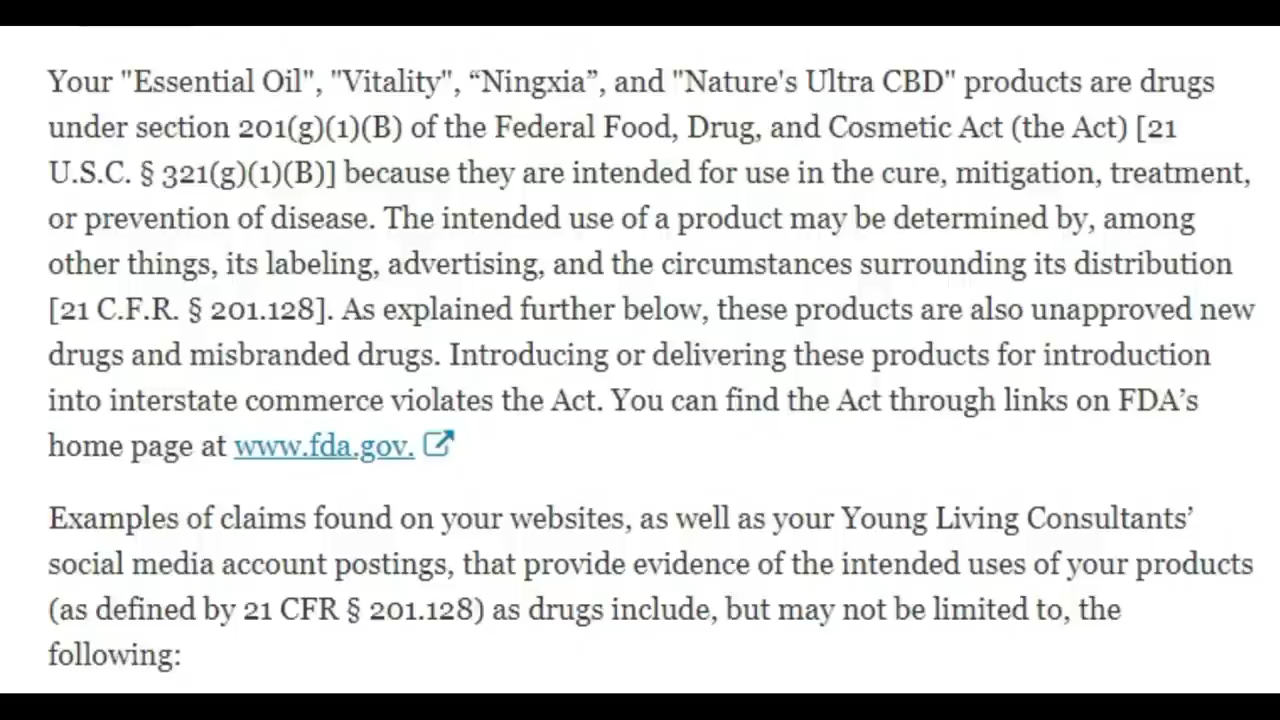 Your "Essential Oil", "Vitality", “Ningxia”, and "Nature's Ultra CBD" products are drugs
under section 201(g)(1)(B) of the Federal Food, Drug, and Cosmetic Act (the Act) [21
U.S.C. § 321(g)(1)(B)] because they are intended for use in the cure, mitigation, treatment,
or prevention of disease. The intended use of a product may be determined by, among
other things, its labeling, advertising, and the circumstances surrounding its distribution
[21 C.F.R. § 201.128]. As explained further below, these products are also unapproved new
drugs and misbranded drugs. Introducing or delivering these products for introduction
into interstate commerce violates the Act. You can find the Act through links on FDA’s
home page at www.fda.gov.
Examples of claims found on your websites, as well as your Young Living Consultants’
social media account postings, that provide evidence of the intended uses of your products
(as defined by 21 CFR § 201.128) as drugs include, but may not be limited to, the
following: